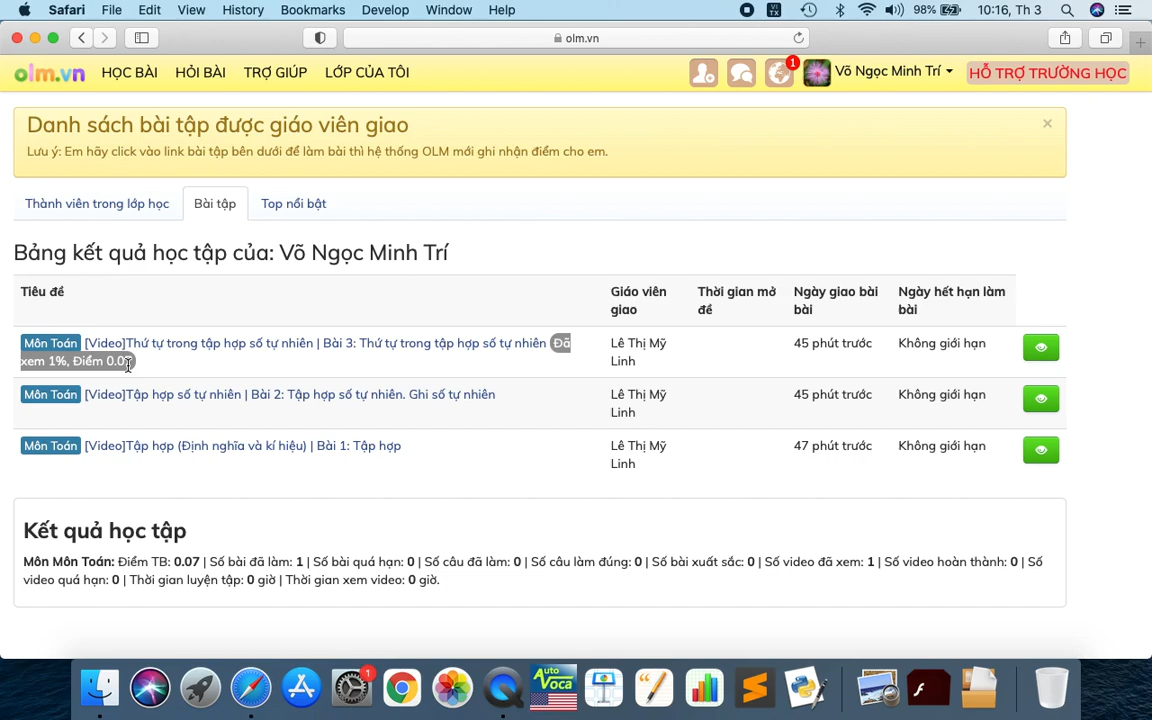 Safari File Edit View History Bookmarks Develop Window Help VI TX 98% 10:16, Th 3
olm.vn
olm.vn HỌC BÀI HỎI BÀI TRỢ GIÚP LỚP CỦA TÔI 1 Võ Ngọc Minh Trí HỖ TRỢ TRƯỜNG HỌC
Danh sách bài tập được giáo viên giao ×
Lưu ý: Em hãy click vào link bài tập bên dưới để làm bài thì hệ thống OLM mới ghi nhận điểm cho em.
Thành viên trong lớp học Bài tập Top nổi bật
Bảng kết quả học tập của: Võ Ngọc Minh Trí
Tiêu đề Giáo viên Thời gian mở Ngày giao bài Ngày hết hạn làm
giao đề bài bài
Môn Toán [Video]Thứ tự trong tập hợp số tự nhiên | Bài 3: Thứ tự trong tập hợp số tự nhiên Đã Lê Thị Mỹ 45 phút trước Không giới hạn
xem 1%, Điểm 0.07 Linh
Môn Toán [Video]Tập hợp số tự nhiên | Bài 2: Tập hợp số tự nhiên. Ghi số tự nhiên Lê Thị Mỹ 45 phút trước Không giới hạn
Linh
Môn Toán [Video]Tập hợp (Định nghĩa và kí hiệu) | Bài 1: Tập hợp Lê Thị Mỹ 47 phút trước Không giới hạn
Linh
Kết quả học tập
Môn Môn Toán: Điểm TB: 0.07 | Số bài đã làm: 1 | Số bài quá hạn: 0 | Số câu đã làm: 0 | Số câu làm đúng: 0 | Số bài xuất sắc: 0 | Số video đã xem: 1 | Số video hoàn thành: 0 | Số
video quá hạn: 0 | Thời gian luyện tập: 0 giờ | Thời gian xem video: 0 giờ.
1 Auto Voca